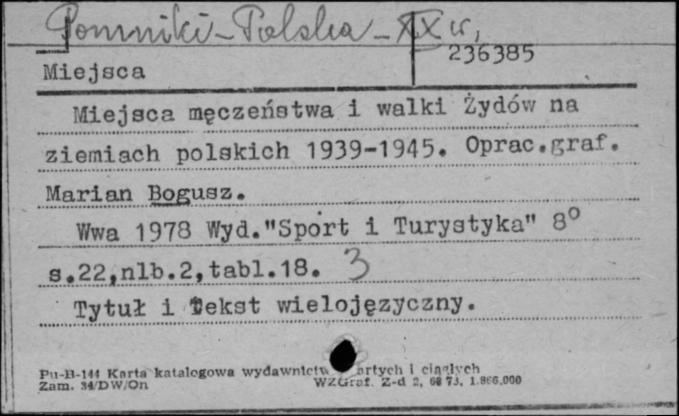 Pomniki - Polska - XX w.
236385
Miejsca
Miejsca męczeństwa i walki Żydów na
ziemiach polskich 1939-1945. Oprac.graf.
Marian Bogusz.
Wwa 1978 Wyd."Sport i Turystyka" 8°
s.22,nlb.2,tabl.18. 3
Tytuł i tekst wielojęzyczny.
Pu-B-144 Karta katalogowa wydawnictw i ciągłych
Zam. 34/DW/On WZGraf. Z-d 2, 1.866.000